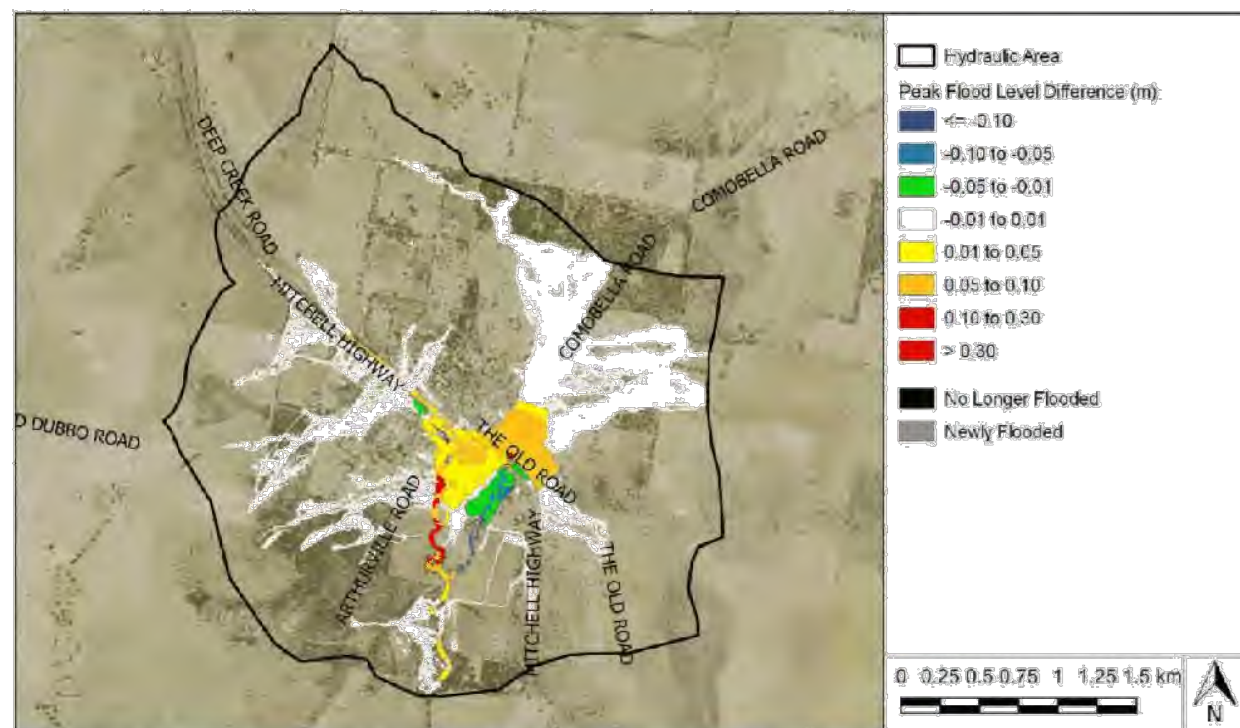 DEEP CREEK ROAD
COMOBELLA ROAD
COMOBELLA ROAD
MITCHELL HIGHWAY
D DUBBO ROAD
THE OLD ROAD
ARTHURVILLE ROAD
MITCHELL HIGHWAY
THE OLD ROAD
Hydraulic Area
Peak Flood Level Difference (m)
<= -0.10
-0.10 to -0.05
-0.05 to -0.01
-0.01 to 0.01
0.01 to 0.05
0.05 to 0.10
0.10 to 0.30
> 0.30
No Longer Flooded
Newly Flooded
0 0.25 0.5 0.75 1 1.25 1.5 km
N